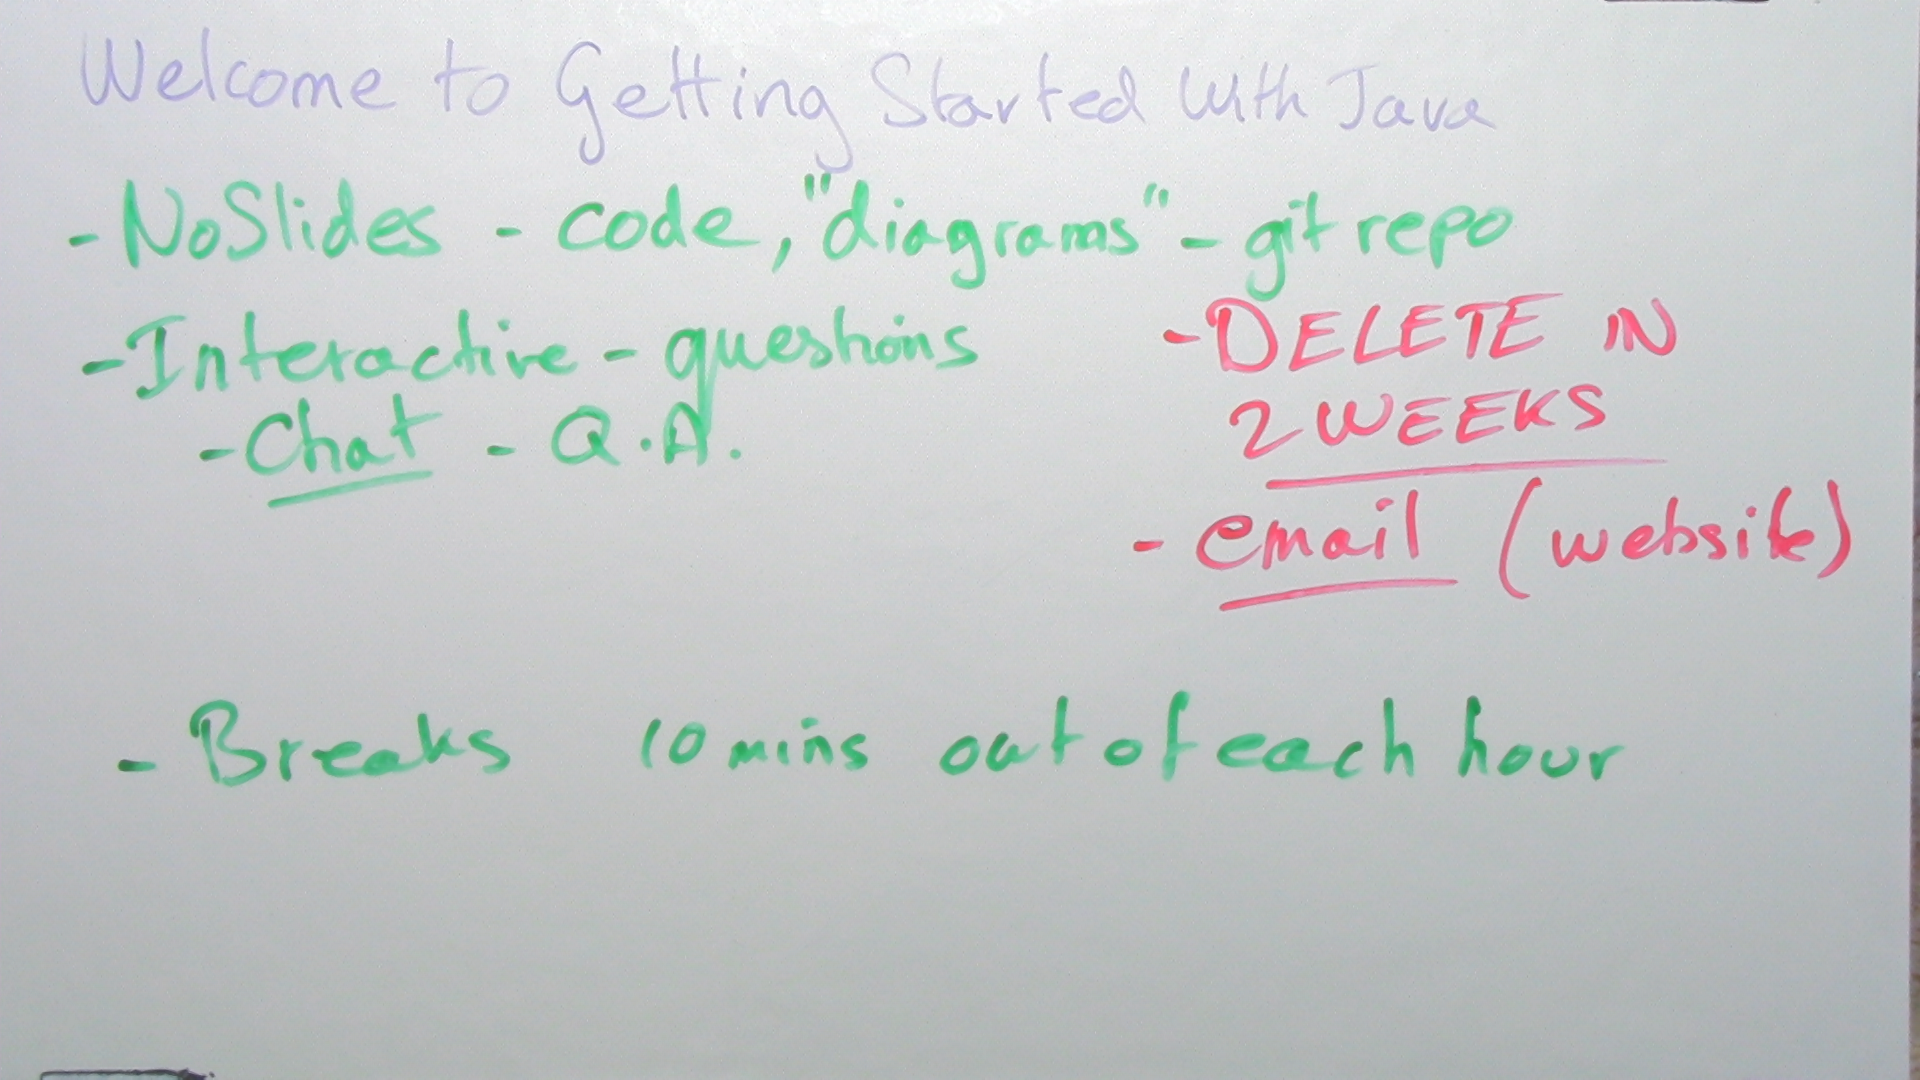 Welcome to Getting Started With Java
- No Slides - code, "diagrams" - git repo
- Interactive - questions
- Chat - Q.A.
- DELETE IN
2 WEEKS
- email (website)
- Breaks 10 mins out of each hour